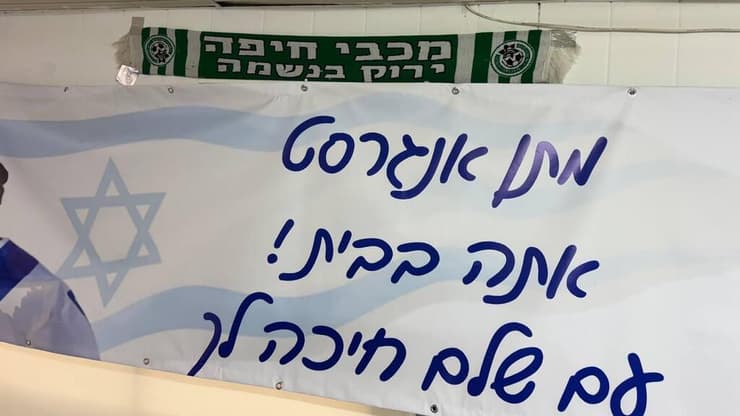 מכבי חיפה
ירוק בנשמה
מתן אנגרסט
אתה בבית!
עם שלם חיכה לך